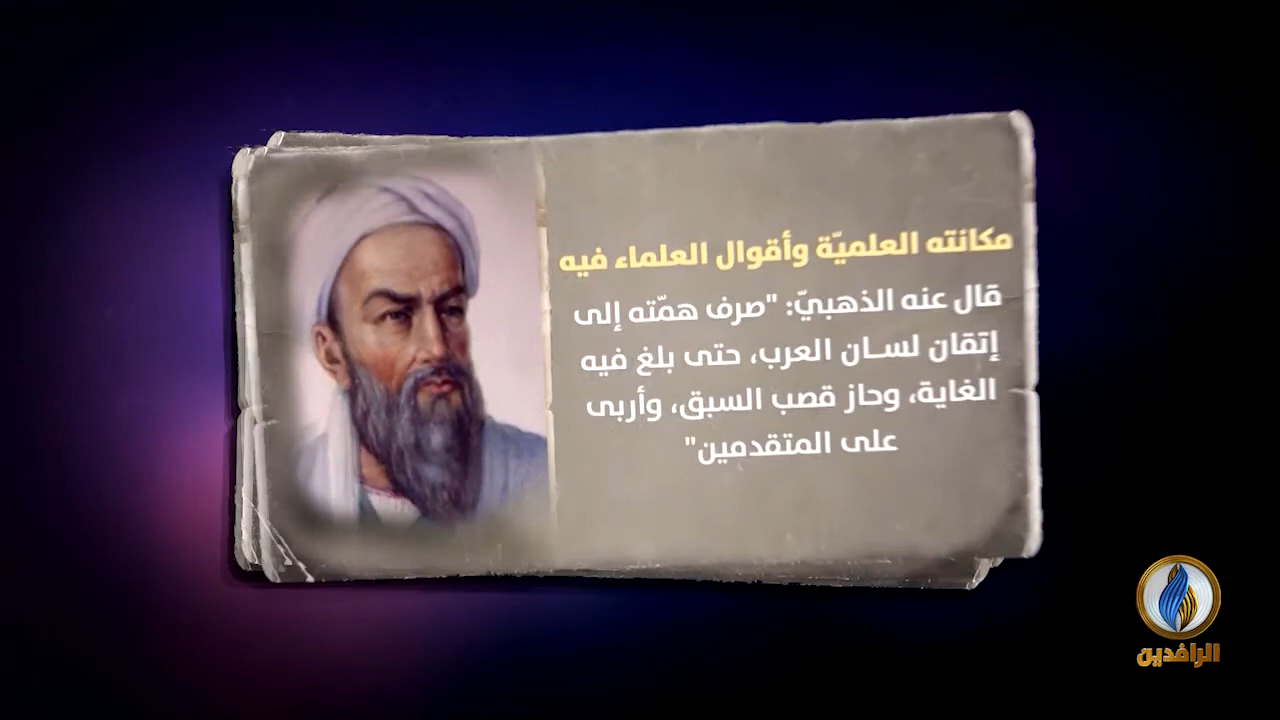 مكانته العلميّة وأقوال العلماء فيه
قال عنه الذهبيّ: "صرف همّته إلى
إتقان لسان العرب، حتى بلغ فيه
الغاية، وحاز قصب السبق، وأربى
على المتقدمين"
الرافدين